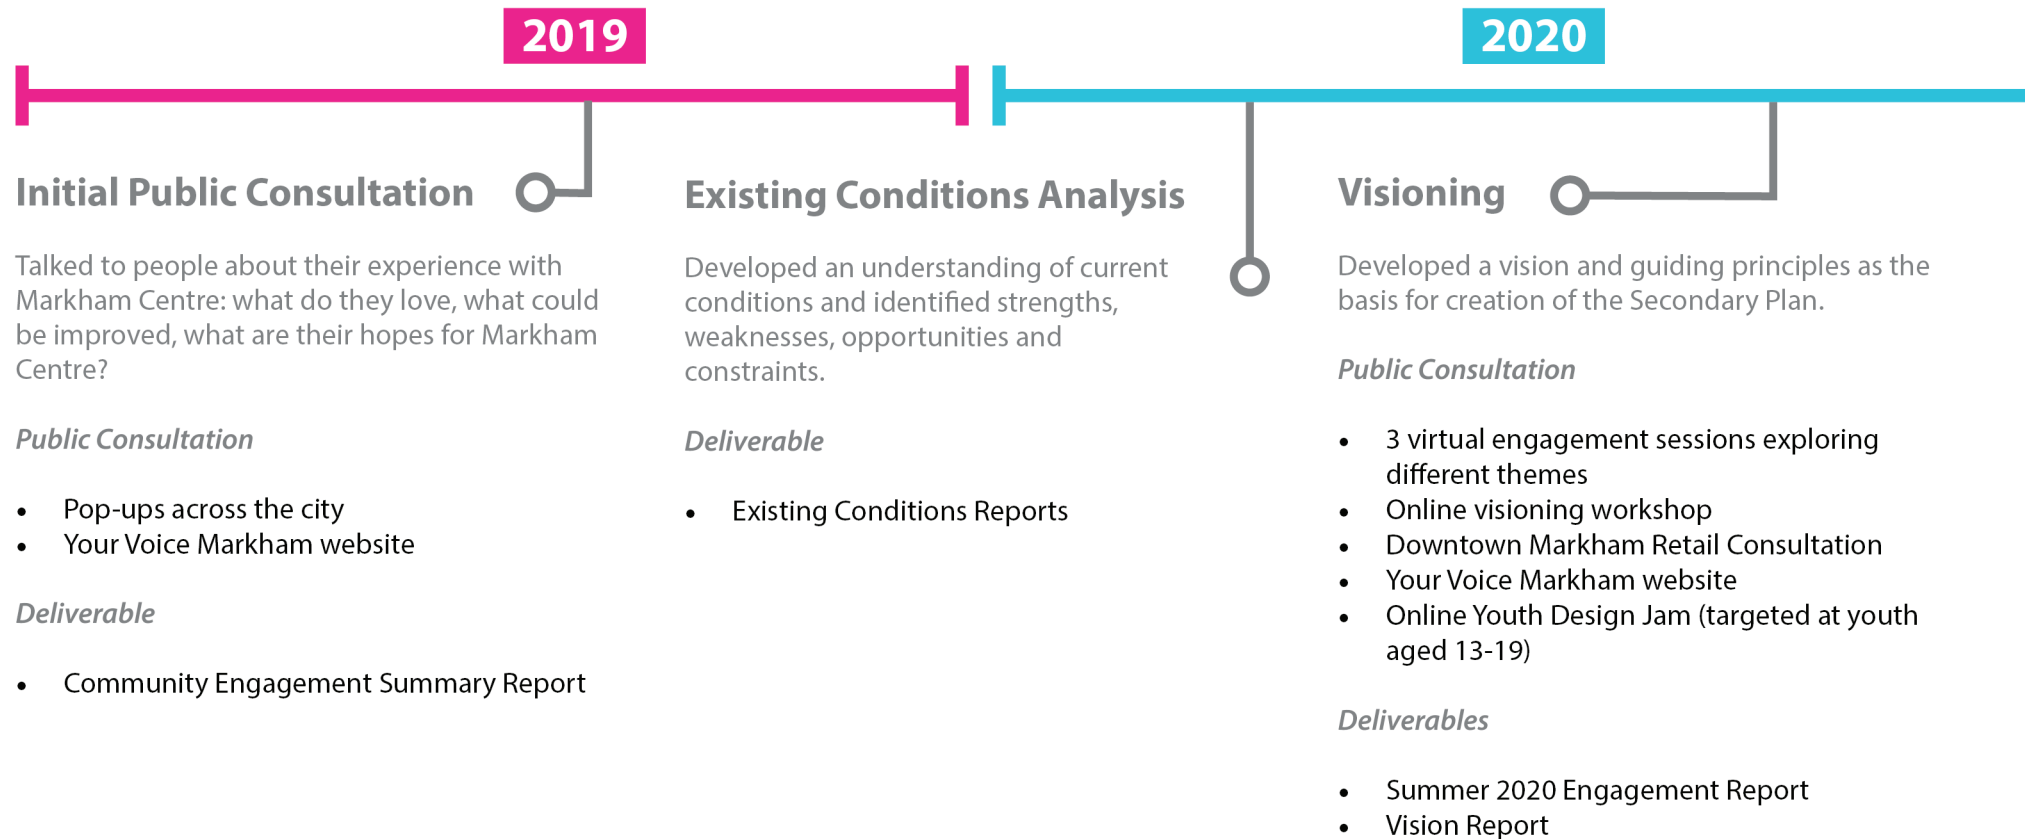 2019
2020
Initial Public Consultation
Talked to people about their experience with
Markham Centre: what do they love, what could
be improved, what are their hopes for Markham
Centre?
Public Consultation
• Pop-ups across the city
• Your Voice Markham website
Deliverable
• Community Engagement Summary Report
Existing Conditions Analysis
Developed an understanding of current
conditions and identified strengths,
weaknesses, opportunities and
constraints.
Deliverable
• Existing Conditions Reports
Visioning
Developed a vision and guiding principles as the
basis for creation of the Secondary Plan.
Public Consultation
• 3 virtual engagement sessions exploring
different themes
• Online visioning workshop
• Downtown Markham Retail Consultation
• Your Voice Markham website
• Online Youth Design Jam (targeted at youth
aged 13-19)
Deliverables
• Summer 2020 Engagement Report
• Vision Report